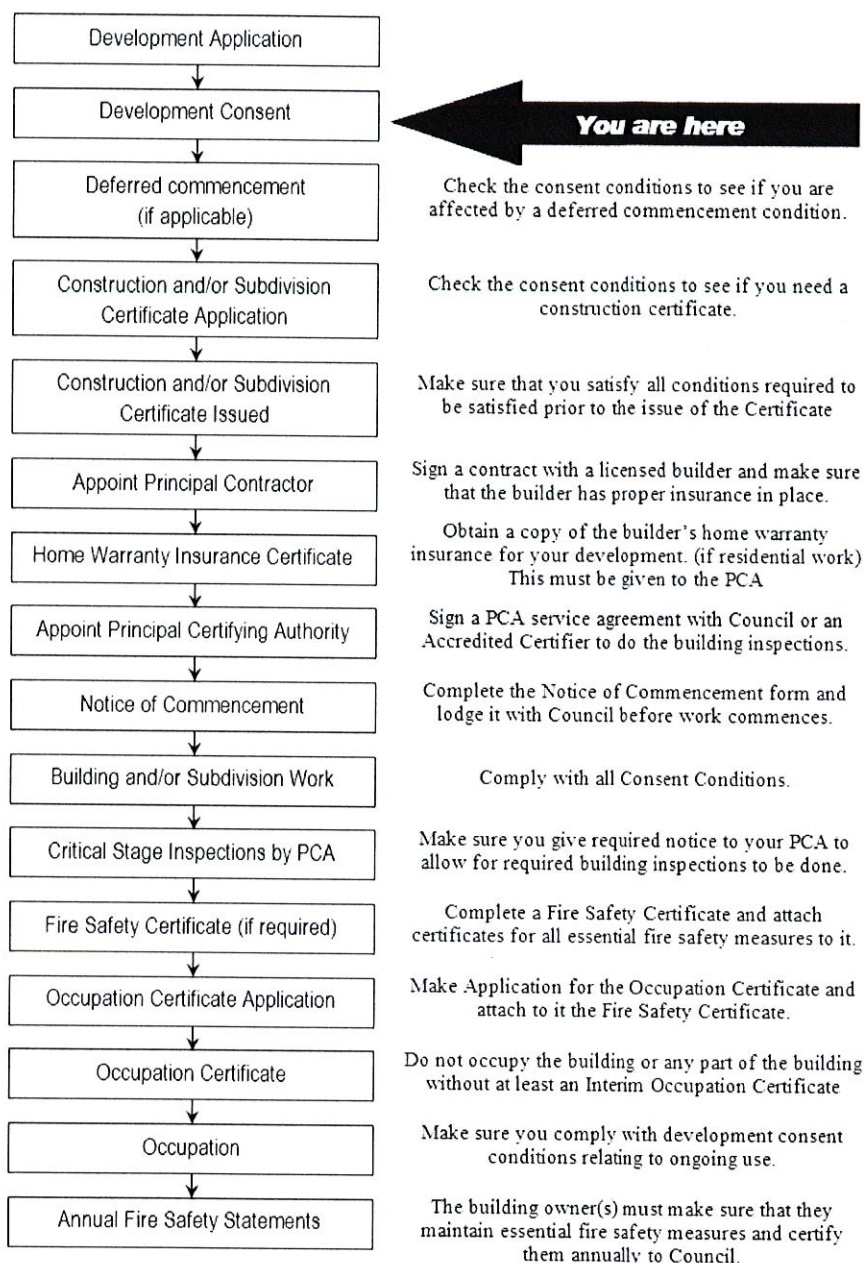 Development Application
Development Consent
You are here
Deferred commencement
(if applicable)
Check the consent conditions to see if you are
affected by a deferred commencement condition.
Construction and/or Subdivision
Certificate Application
Check the consent conditions to see if you need a
construction certificate.
Construction and/or Subdivision
Certificate Issued
Make sure that you satisfy all conditions required to
be satisfied prior to the issue of the Certificate
Appoint Principal Contractor
Sign a contract with a licensed builder and make sure
that the builder has proper insurance in place.
Home Warranty Insurance Certificate
Obtain a copy of the builder's home warranty
insurance for your development. (if residential work)
This must be given to the PCA
Appoint Principal Certifying Authority
Sign a PCA service agreement with Council or an
Accredited Certifier to do the building inspections.
Notice of Commencement
Complete the Notice of Commencement form and
lodge it with Council before work commences.
Building and/or Subdivision Work
Comply with all Consent Conditions.
Critical Stage Inspections by PCA
Make sure you give required notice to your PCA to
allow for required building inspections to be done.
Fire Safety Certificate (if required)
Complete a Fire Safety Certificate and attach
certificates for all essential fire safety measures to it.
Occupation Certificate Application
Make Application for the Occupation Certificate and
attach to it the Fire Safety Certificate.
Occupation Certificate
Do not occupy the building or any part of the building
without at least an Interim Occupation Certificate
Occupation
Make sure you comply with development consent
conditions relating to ongoing use.
Annual Fire Safety Statements
The building owner(s) must make sure that they
maintain essential fire safety measures and certify
them annually to Council.